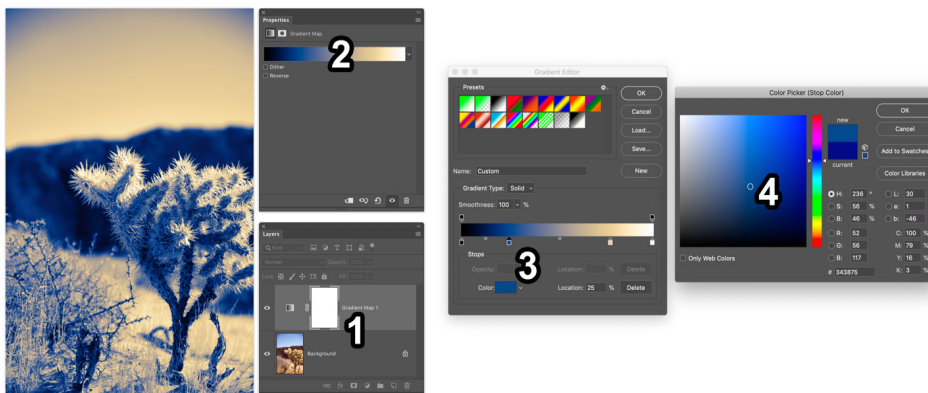 Properties
Gradient Map
2
Dither
Reverse
Layers
Kind
Normal
Opacity: 100%
Lock:
Fill: 100%
Gradient Map 1
1
Background
fx
Gradient Editor
Presets
OK
Cancel
Load...
Save...
Name: Custom
New
Gradient Type: Solid
Smoothness: 100 %
Stops
3
Opacity: % Location: % Delete
Color: Location: 25 % Delete
Color Picker (Stop Color)
new
current
OK
Cancel
Add to Swatches
Color Libraries
4
H: 236 ° L: 30
S: 56 % a: 1
B: 46 % b: -46
R: 52 C: 100 %
G: 56 M: 79 %
B: 117 Y: 16 %
# 343875 K: 3 %
Only Web Colors